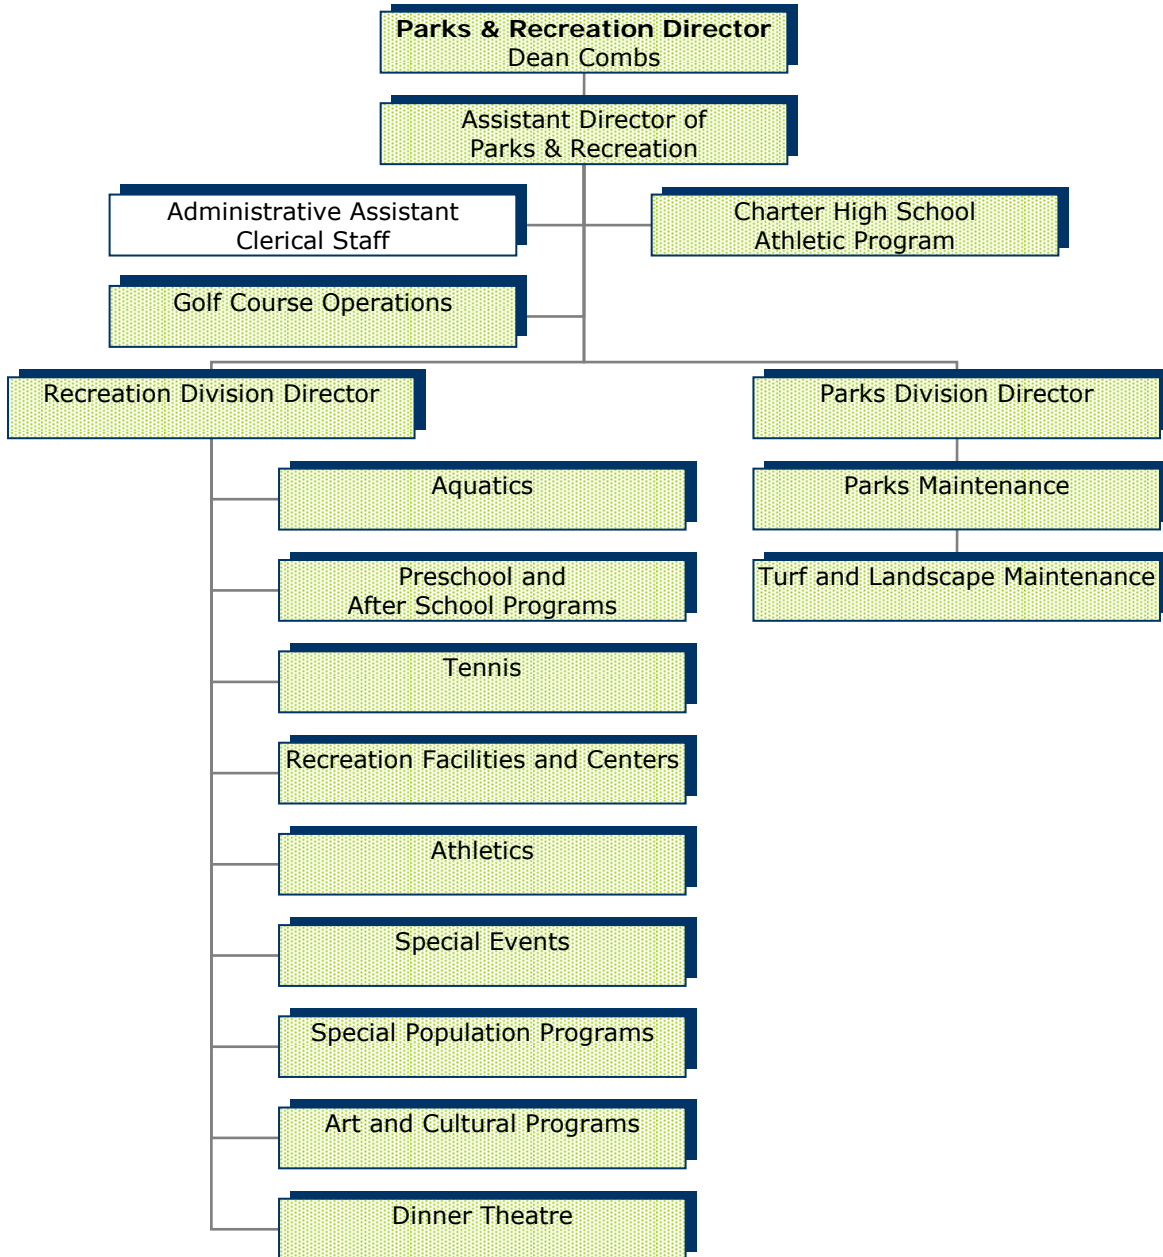 Parks & Recreation Director
Dean Combs
Assistant Director of
Parks & Recreation
Administrative Assistant
Clerical Staff
Charter High School
Athletic Program
Golf Course Operations
Recreation Division Director
Parks Division Director
Aquatics
Parks Maintenance
Preschool and
After School Programs
Turf and Landscape Maintenance
Tennis
Recreation Facilities and Centers
Athletics
Special Events
Special Population Programs
Art and Cultural Programs
Dinner Theatre